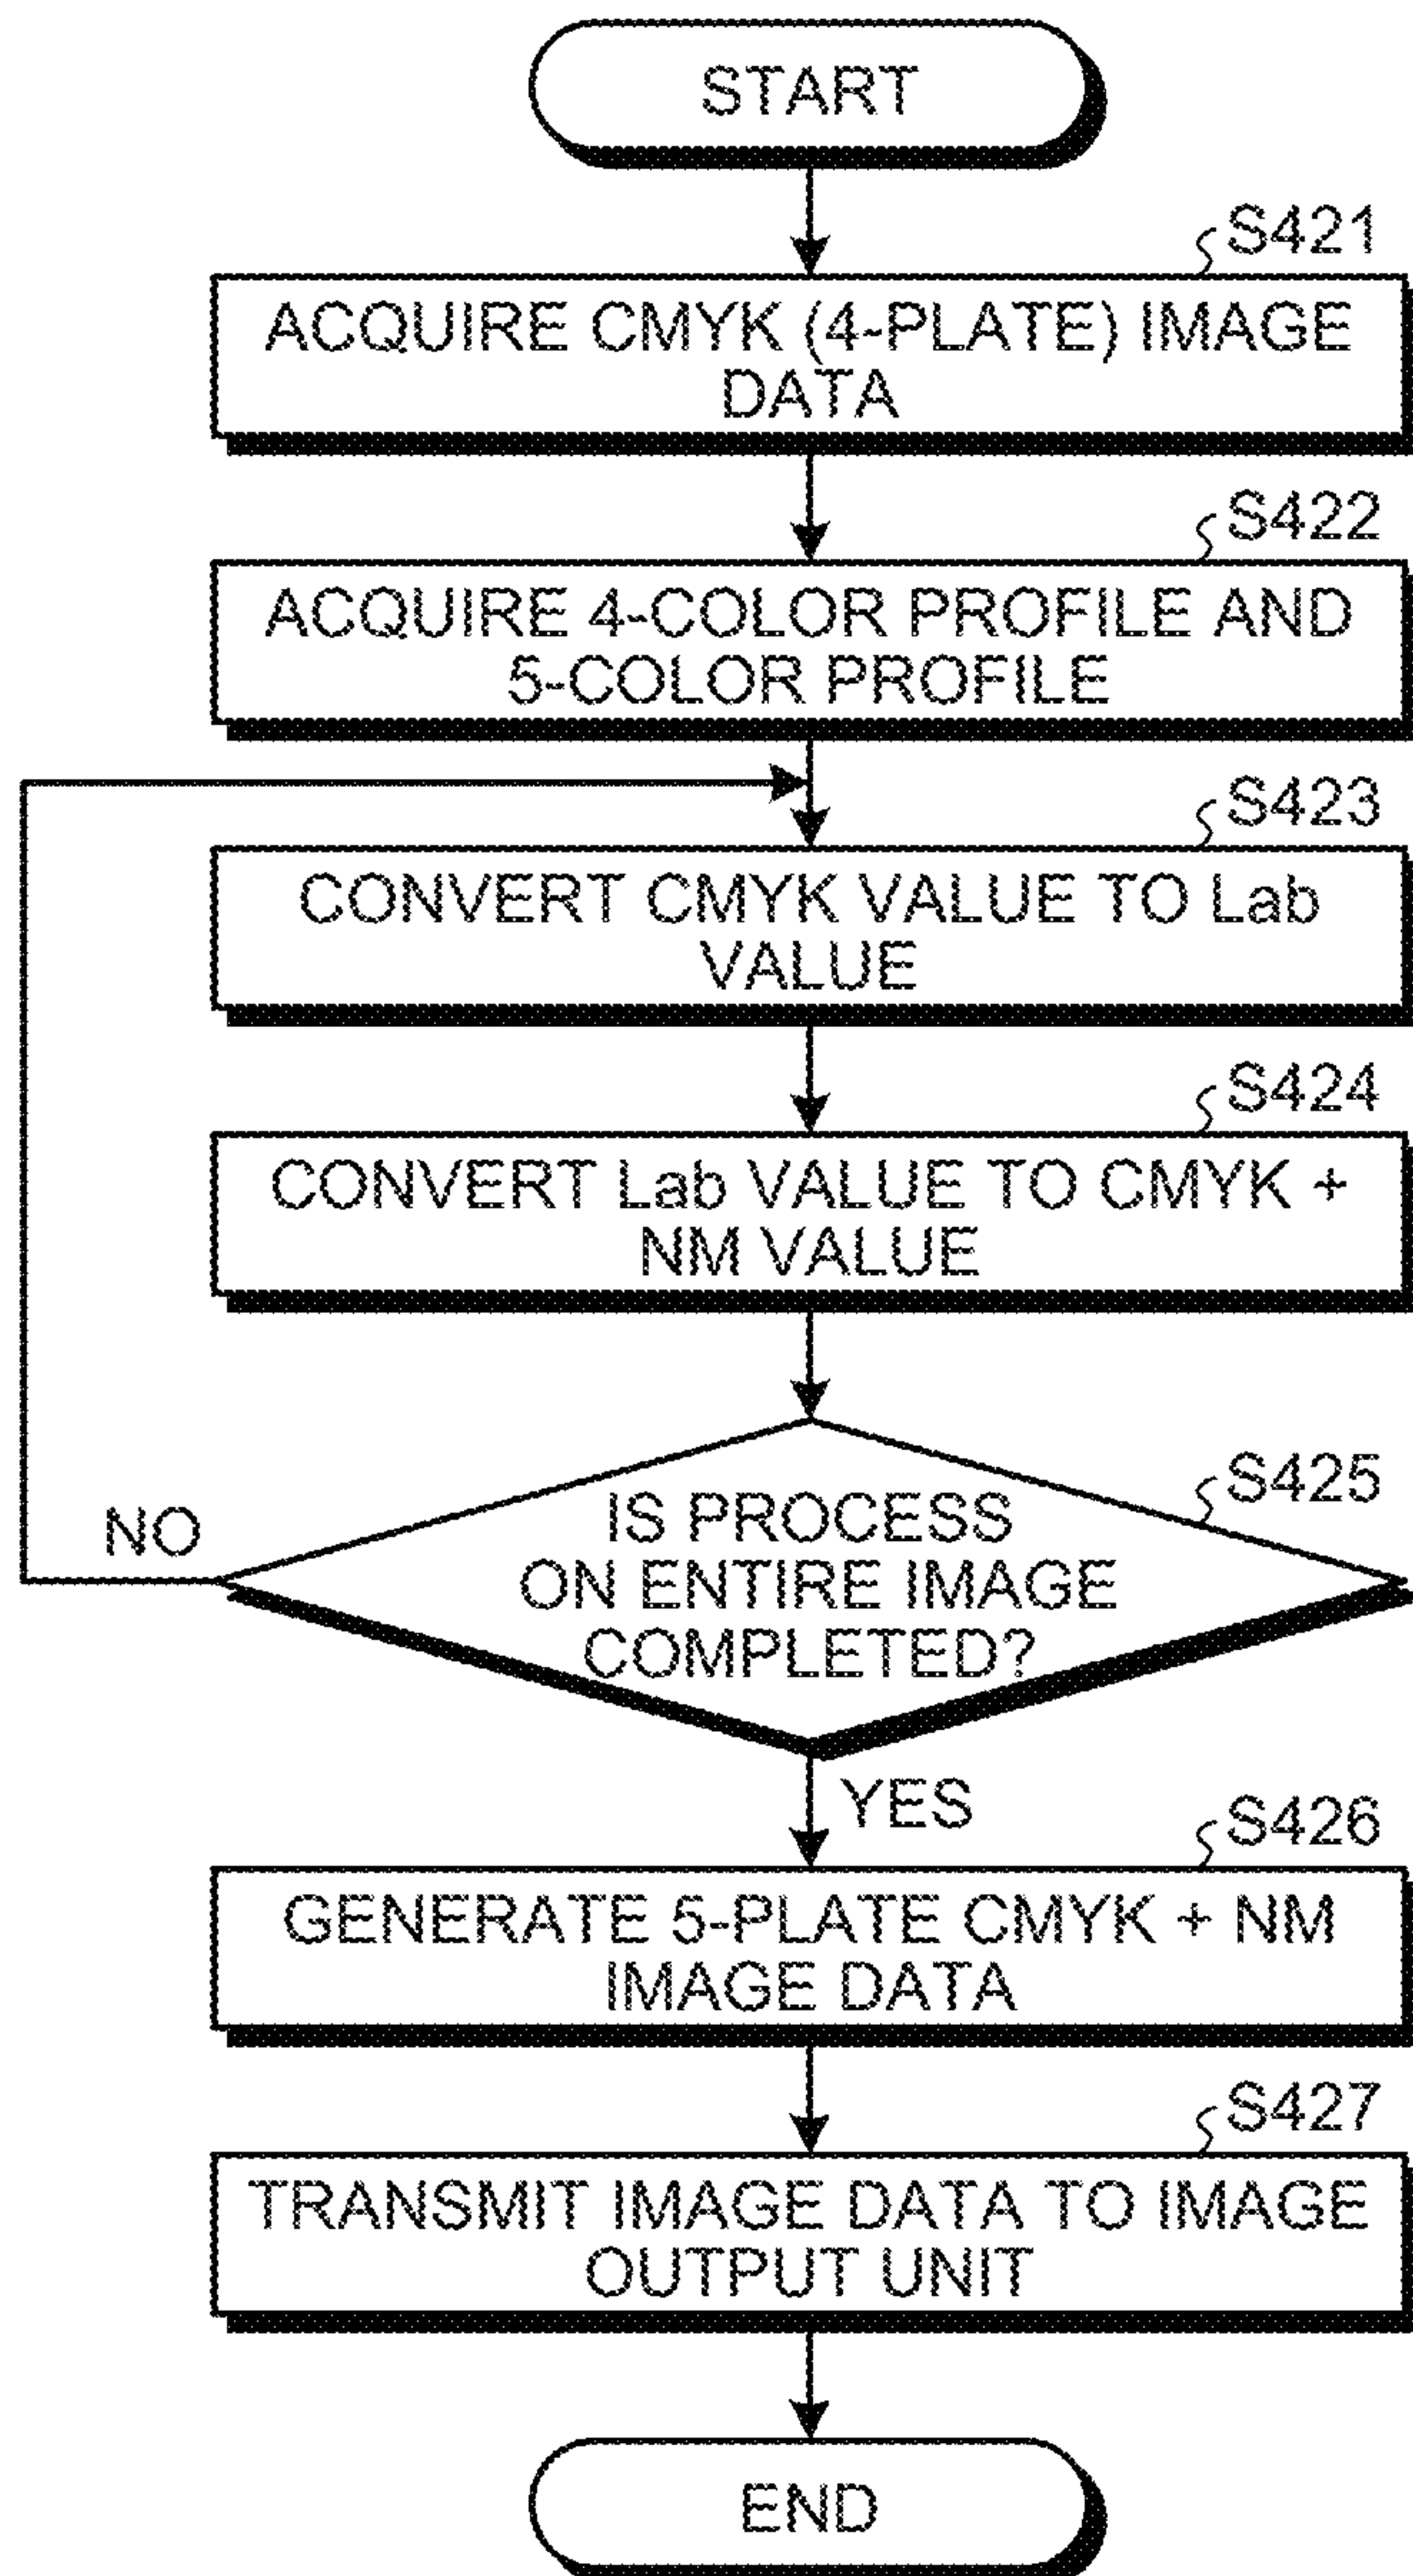 START
S421
ACQUIRE CMYK (4-PLATE) IMAGE
DATA
S422
ACQUIRE 4-COLOR PROFILE AND
5-COLOR PROFILE
S423
CONVERT CMYK VALUE TO Lab
VALUE
S424
CONVERT Lab VALUE TO CMYK +
NM VALUE
S425
NO
IS PROCESS
ON ENTIRE IMAGE
COMPLETED?
YES
S426
GENERATE 5-PLATE CMYK + NM
IMAGE DATA
S427
TRANSMIT IMAGE DATA TO IMAGE
OUTPUT UNIT
END